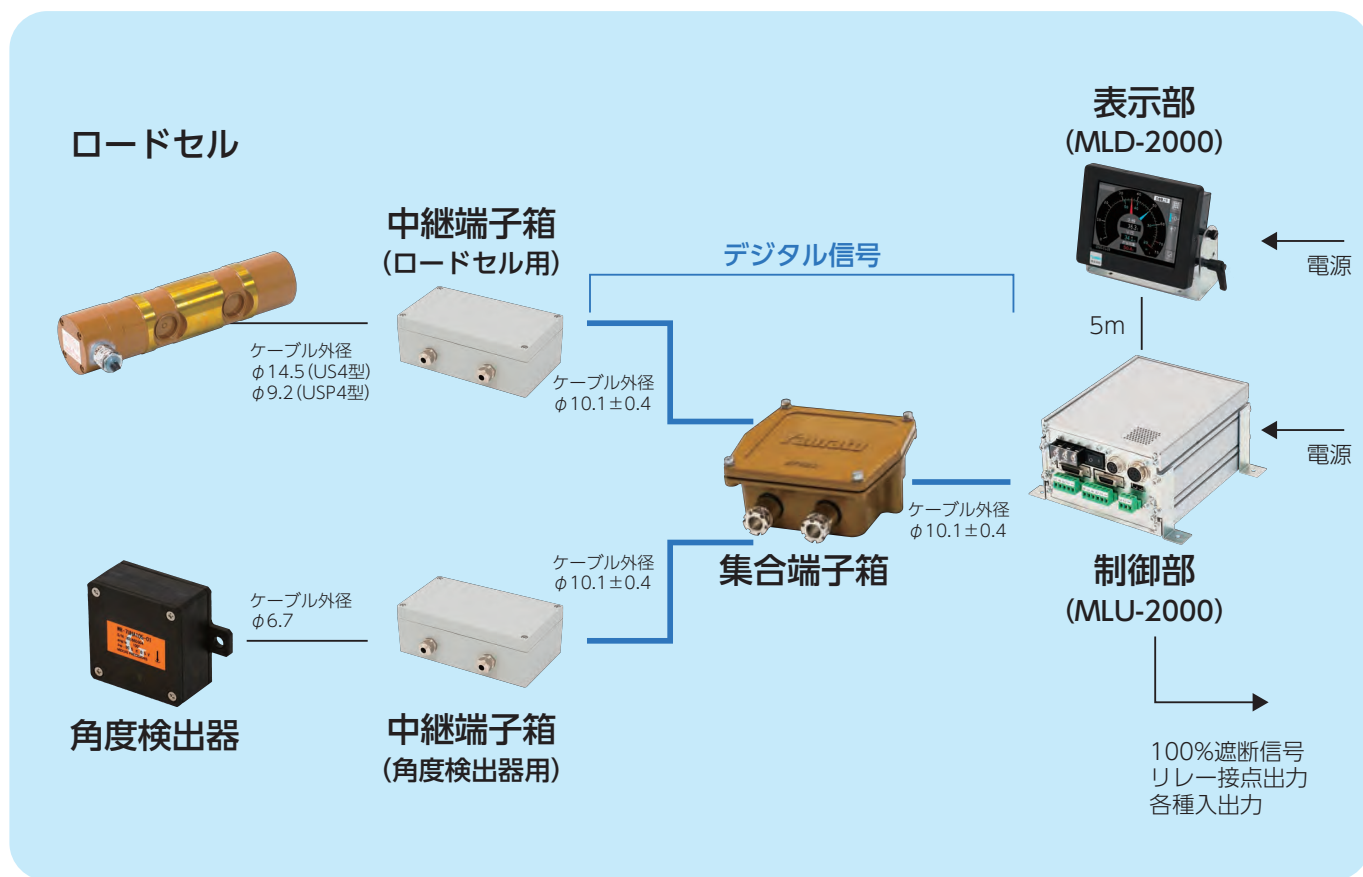 ロードセル
中継端子箱
(ロードセル用)
デジタル信号
表示部
(MLD-2000)
電源
5m
ケーブル外径
φ14.5(US4型)
φ9.2(USP4型)
ケーブル外径
φ10.1±0.4
電源
ケーブル外径
φ10.1±0.4
集合端子箱
制御部
(MLU-2000)
ケーブル外径
φ10.1±0.4
ケーブル外径
φ6.7
角度検出器
中継端子箱
(角度検出器用)
100%遮断信号
リレー接点出力
各種入出力